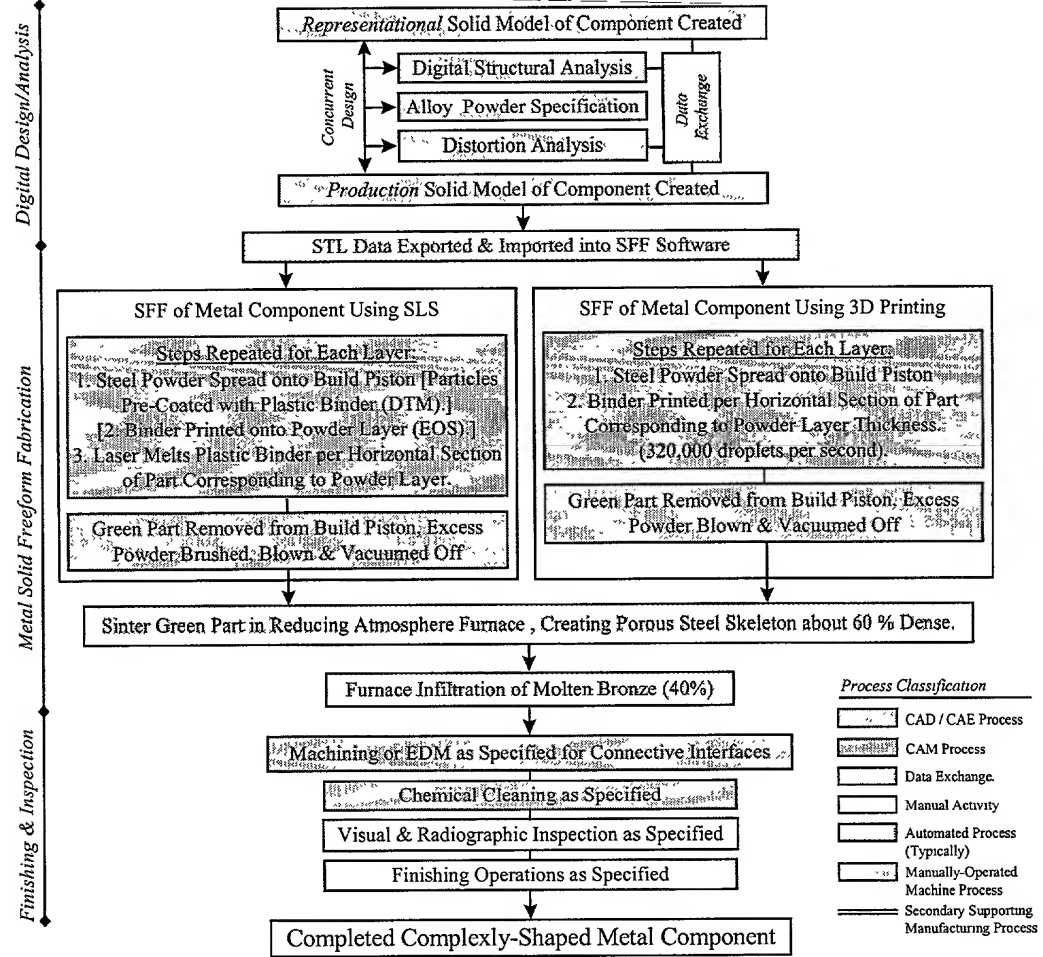 Representational Solid Model of Component Created
Digital Structural Analysis
Alloy Powder Specification
Distortion Analysis
Concurrent
Design
Data
Exchange
Production Solid Model of Component Created
Digital Design/Analysis
STL Data Exported & Imported into SFF Software
SFF of Metal Component Using SLS
Steps Repeated for Each Layer:
1. Steel Powder Spread onto Build Piston [Particles
Pre-Coated with Plastic Binder (DTM).]
[2. Binder Printed onto Powder Layer (EOS).]
3. Laser Melts Plastic Binder per Horizontal Section
of Part Corresponding to Powder Layer.
Green Part Removed from Build Piston, Excess
Powder Brushed, Blown & Vacuumed Off
SFF of Metal Component Using 3D Printing
Steps Repeated for Each Layer:
1. Steel Powder Spread onto Build Piston
2. Binder Printed per Horizontal Section of Part
Corresponding to Powder Layer Thickness.
(320,000 droplets per second).
Green Part Removed from Build Piston, Excess
Powder Blown & Vacuumed Off
Metal Solid Freeform Fabrication
Sinter Green Part in Reducing Atmosphere Furnace , Creating Porous Steel Skeleton about 60 % Dense.
Furnace Infiltration of Molten Bronze (40%)
Machining or EDM as Specified for Connective Interfaces
Chemical Cleaning as Specified
Visual & Radiographic Inspection as Specified
Finishing Operations as Specified
Completed Complexly-Shaped Metal Component
Finishing & Inspection
Process Classification
CAD / CAE Process
CAM Process
Data Exchange.
Manual Activity
Automated Process
(Typically)
Manually-Operated
Machine Process
Secondary Supporting
Manufacturing Process